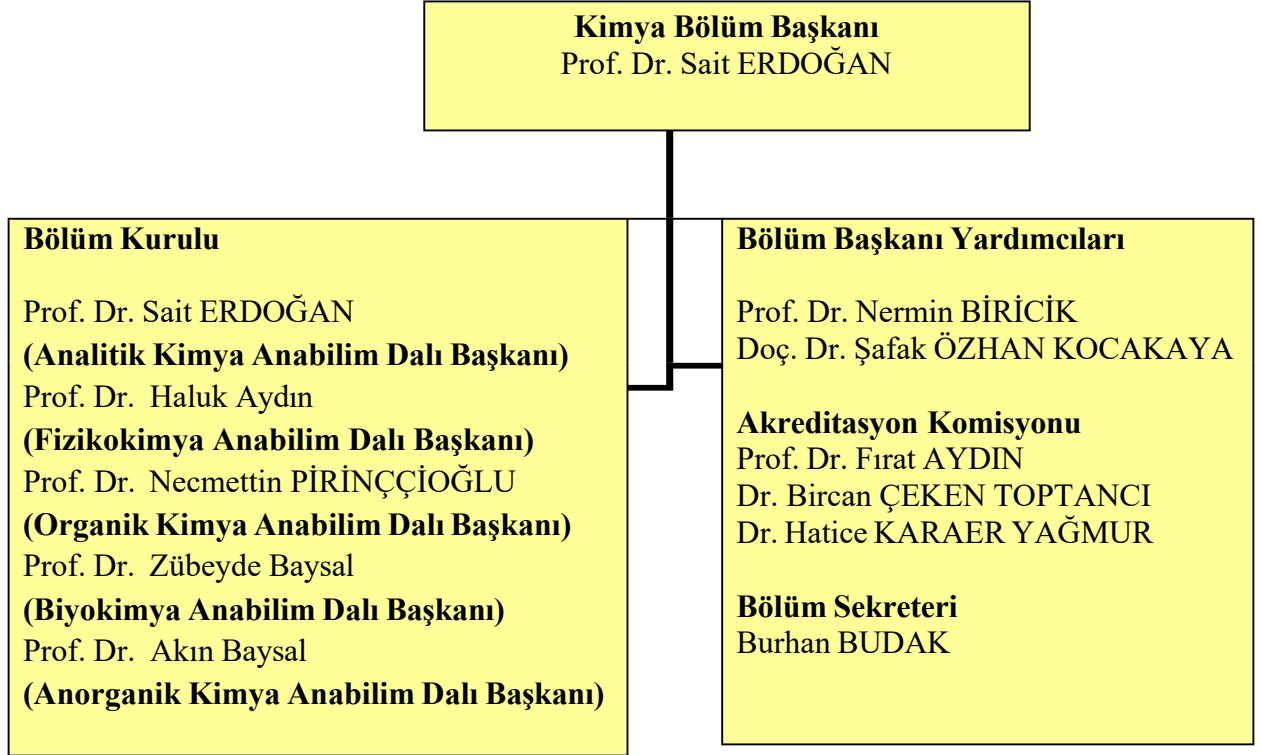 Kimya Bölüm Başkanı
Prof. Dr. Sait ERDOĞAN
Bölüm Kurulu
Prof. Dr. Sait ERDOĞAN
(Analitik Kimya Anabilim Dalı Başkanı)
Prof. Dr. Haluk Aydın
(Fizikokimya Anabilim Dalı Başkanı)
Prof. Dr. Necmettin PİRİNÇÇİOĞLU
(Organik Kimya Anabilim Dalı Başkanı)
Prof. Dr. Zübeyde Baysal
(Biyokimya Anabilim Dalı Başkanı)
Prof. Dr. Akın Baysal
(Anorganik Kimya Anabilim Dalı Başkanı)
Bölüm Başkanı Yardımcıları
Prof. Dr. Nermin BİRİCİK
Doç. Dr. Şafak ÖZHAN KOCAKAYA
Akreditasyon Komisyonu
Prof. Dr. Fırat AYDIN
Dr. Bircan ÇEKEN TOPTANCI
Dr. Hatice KARAER YAĞMUR
Bölüm Sekreteri
Burhan BUDAK